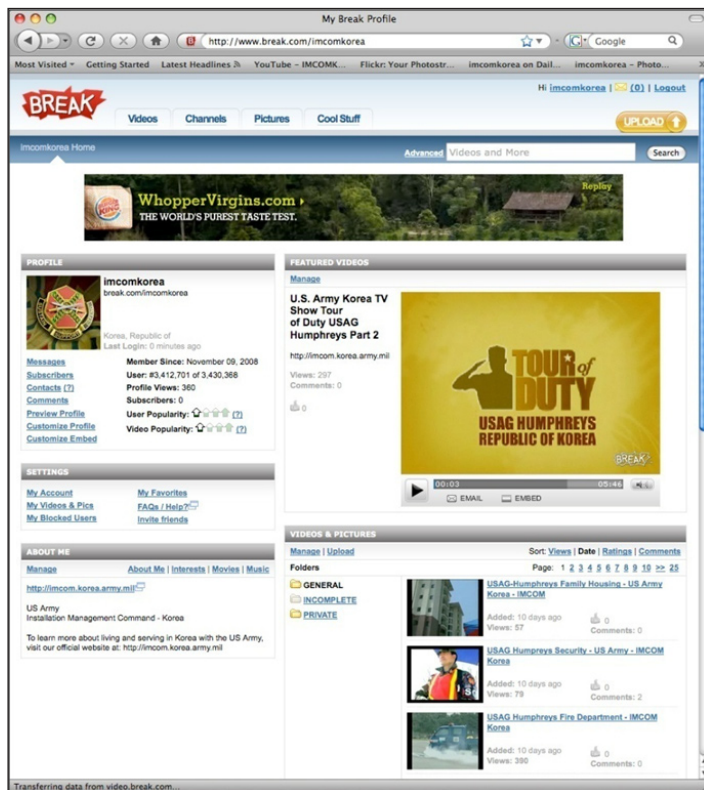 My Break Profile
http://www.break.com/imcomkorea
Google
Most Visited
Getting Started
Latest Headlines
YouTube - IMCOMK...
Flickr: Your Photostr...
imcomkorea on Dail...
imcomkorea - Photo...
Hi imcomkorea | (0) | Logout
BREAK
Videos
Channels
Pictures
Cool Stuff
UPLOAD
imcomkorea Home
Advanced
Videos and More
Search
WhopperVirgins.com
THE WORLD'S PUREST TASTE TEST.
Replay
PROFILE
imcomkorea
break.com/imcomkorea
Korea, Republic of
Last Login: 0 minutes ago
Messages
Subscribers
Contacts (?)
Comments
Preview Profile
Customize Profile
Customize Embed
Member Since: November 09, 2008
User: #3,412,701 of 3,430,368
Profile Views: 360
Subscribers: 0
User Popularity: (?)
Video Popularity: (?)
SETTINGS
My Account
My Videos & Pics
My Blocked Users
My Favorites
FAQs / Help?
Invite friends
ABOUT ME
Manage
About Me | Interests | Movies | Music
http://imcom.korea.army.mil
US Army
Installation Management Command - Korea
To learn more about living and serving in Korea with the US Army,
visit our official website at: http://imcom.korea.army.mil
FEATURED VIDEOS
Manage
U.S. Army Korea TV
Show Tour
of Duty USAG
Humphreys Part 2
http://imcom.korea.army.mil
Views: 297
Comments: 0
0
TOUR of
DUTY
USAG HUMPHREYS
REPUBLIC OF KOREA
BREAK
00:03
05:46
EMAIL
EMBED
VIDEOS & PICTURES
Manage | Upload
Sort: Views | Date | Ratings | Comments
Folders
Page: 1 2 3 4 5 6 7 8 9 10 >> 25
GENERAL
INCOMPLETE
PRIVATE
USAG-Humphreys Family Housing - US Army
Korea - IMCOM
Added: 10 days ago
Views: 57
0
Comments: 0
USAG Humphreys Security - US Army - IMCOM
Korea
Added: 10 days ago
Views: 79
0
Comments: 2
USAG Humphreys Fire Department - IMCOM
Korea
Added: 10 days ago
Views: 390
0
Comments: 0
Transferring data from video.break.com...